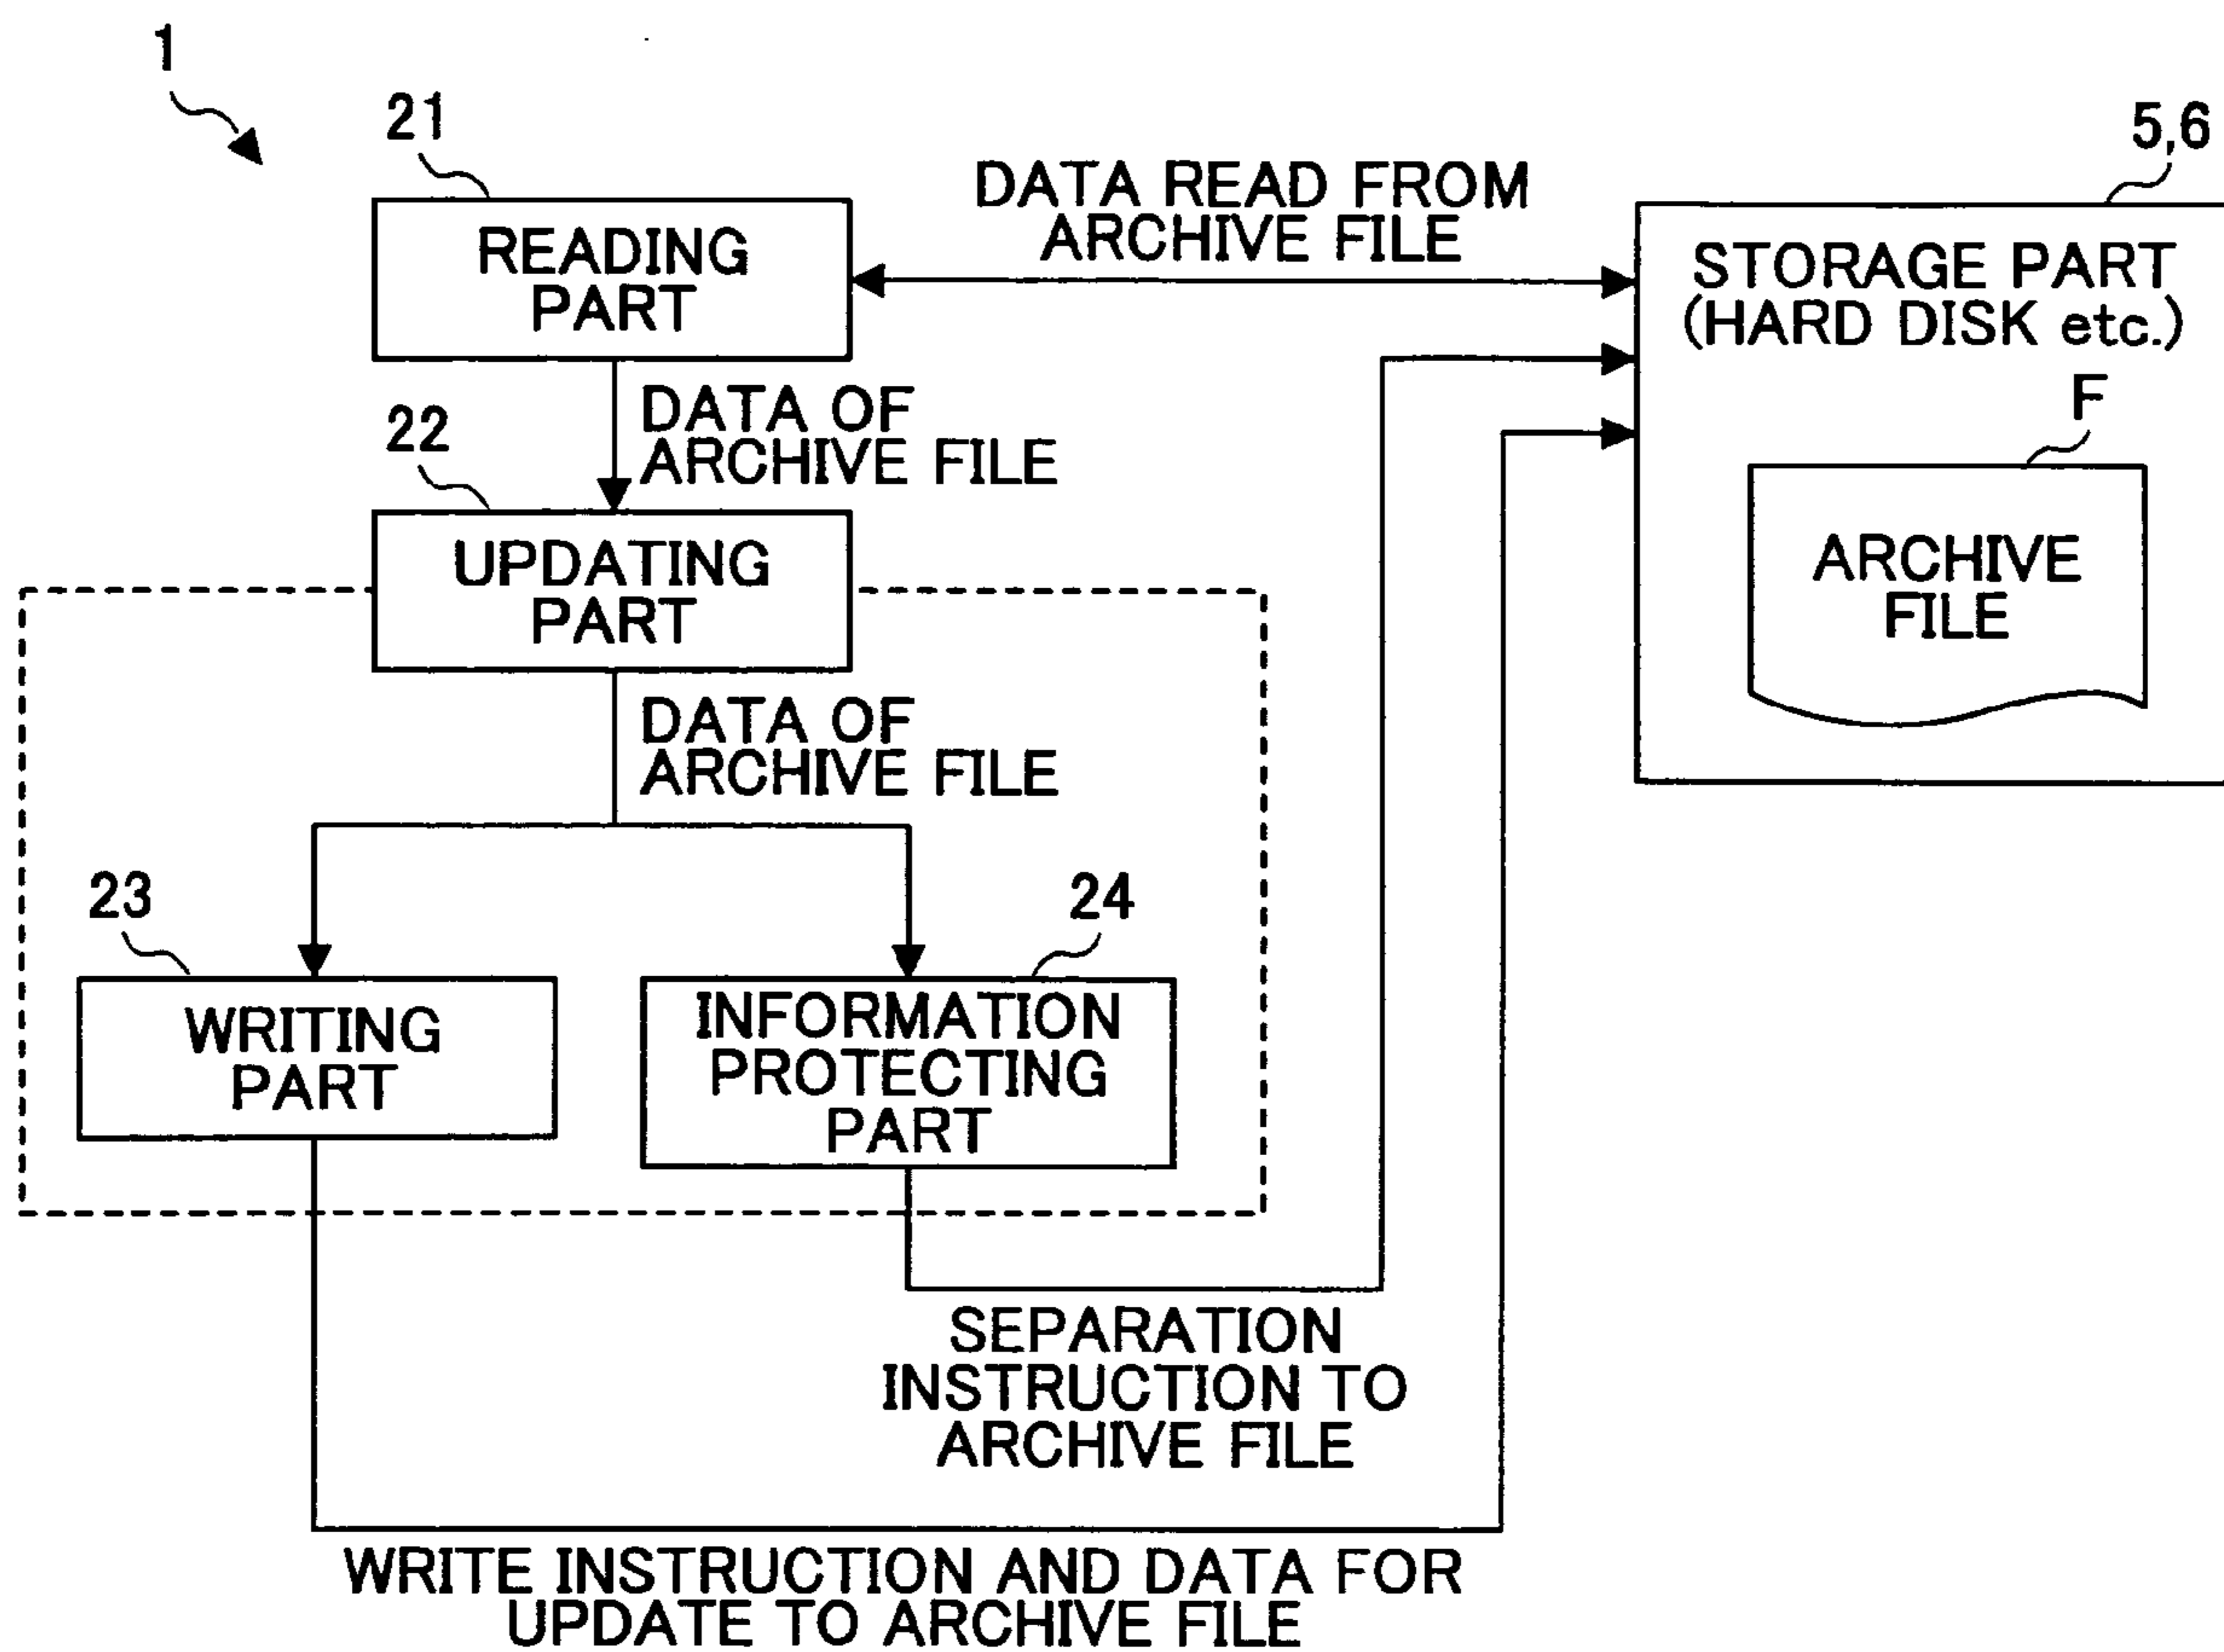 1
21
READING
PART
DATA READ FROM
ARCHIVE FILE
5,6
STORAGE PART
(HARD DISK etc.)
F
ARCHIVE
FILE
DATA OF
ARCHIVE FILE
22
UPDATING
PART
DATA OF
ARCHIVE FILE
23
WRITING
PART
24
INFORMATION
PROTECTING
PART
SEPARATION
INSTRUCTION TO
ARCHIVE FILE
WRITE INSTRUCTION AND DATA FOR
UPDATE TO ARCHIVE FILE